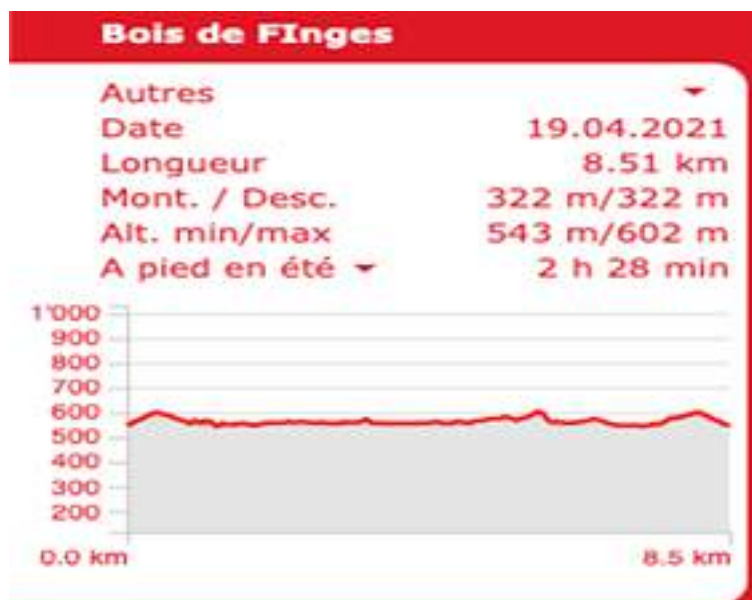 Bois de FInges
Autres
Date 19.04.2021
Longueur 8.51 km
Mont. / Desc. 322 m/322 m
Alt. min/max 543 m/602 m
A pied en été 2 h 28 min
1'000
900
800
700
600
500
400
300
200
0.0 km 8.5 km